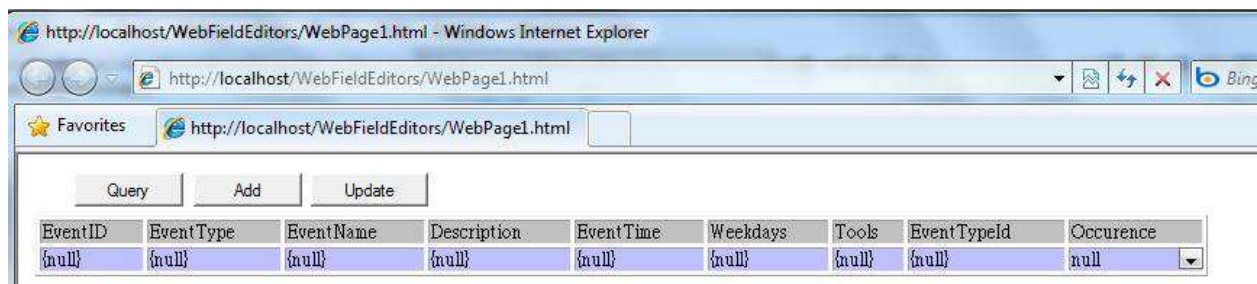 http://localhost/WebFieldEditors/WebPage1.html - Windows Internet Explorer
http://localhost/WebFieldEditors/WebPage1.html Bing
Favorites http://localhost/WebFieldEditors/WebPage1.html
Query Add Update
EventID EventType EventName Description EventTime Weekdays Tools EventTypeId Occurence
{null} {null} {null} {null} {null} {null} {null} {null} null